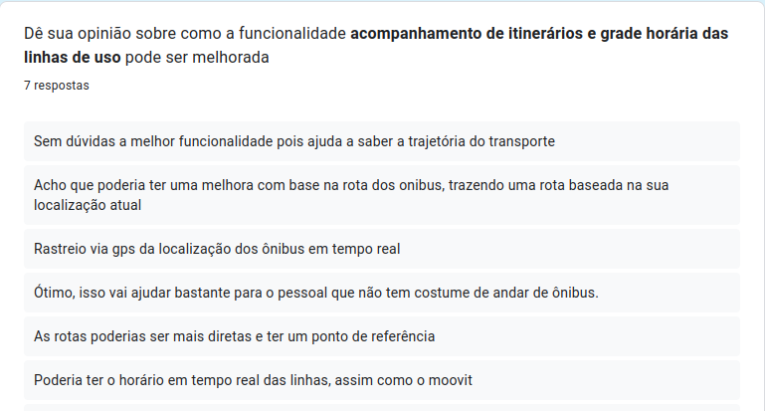 Dê sua opinião sobre como a funcionalidade acompanhamento de itinerários e grade horária das
linhas de uso pode ser melhorada
7 respostas
Sem dúvidas a melhor funcionalidade pois ajuda a saber a trajetória do transporte
Acho que poderia ter uma melhora com base na rota dos onibus, trazendo uma rota baseada na sua
localização atual
Rastreio via gps da localização dos ônibus em tempo real
Ótimo, isso vai ajudar bastante para o pessoal que não tem costume de andar de ônibus.
As rotas poderias ser mais diretas e ter um ponto de referência
Poderia ter o horário em tempo real das linhas, assim como o moovit